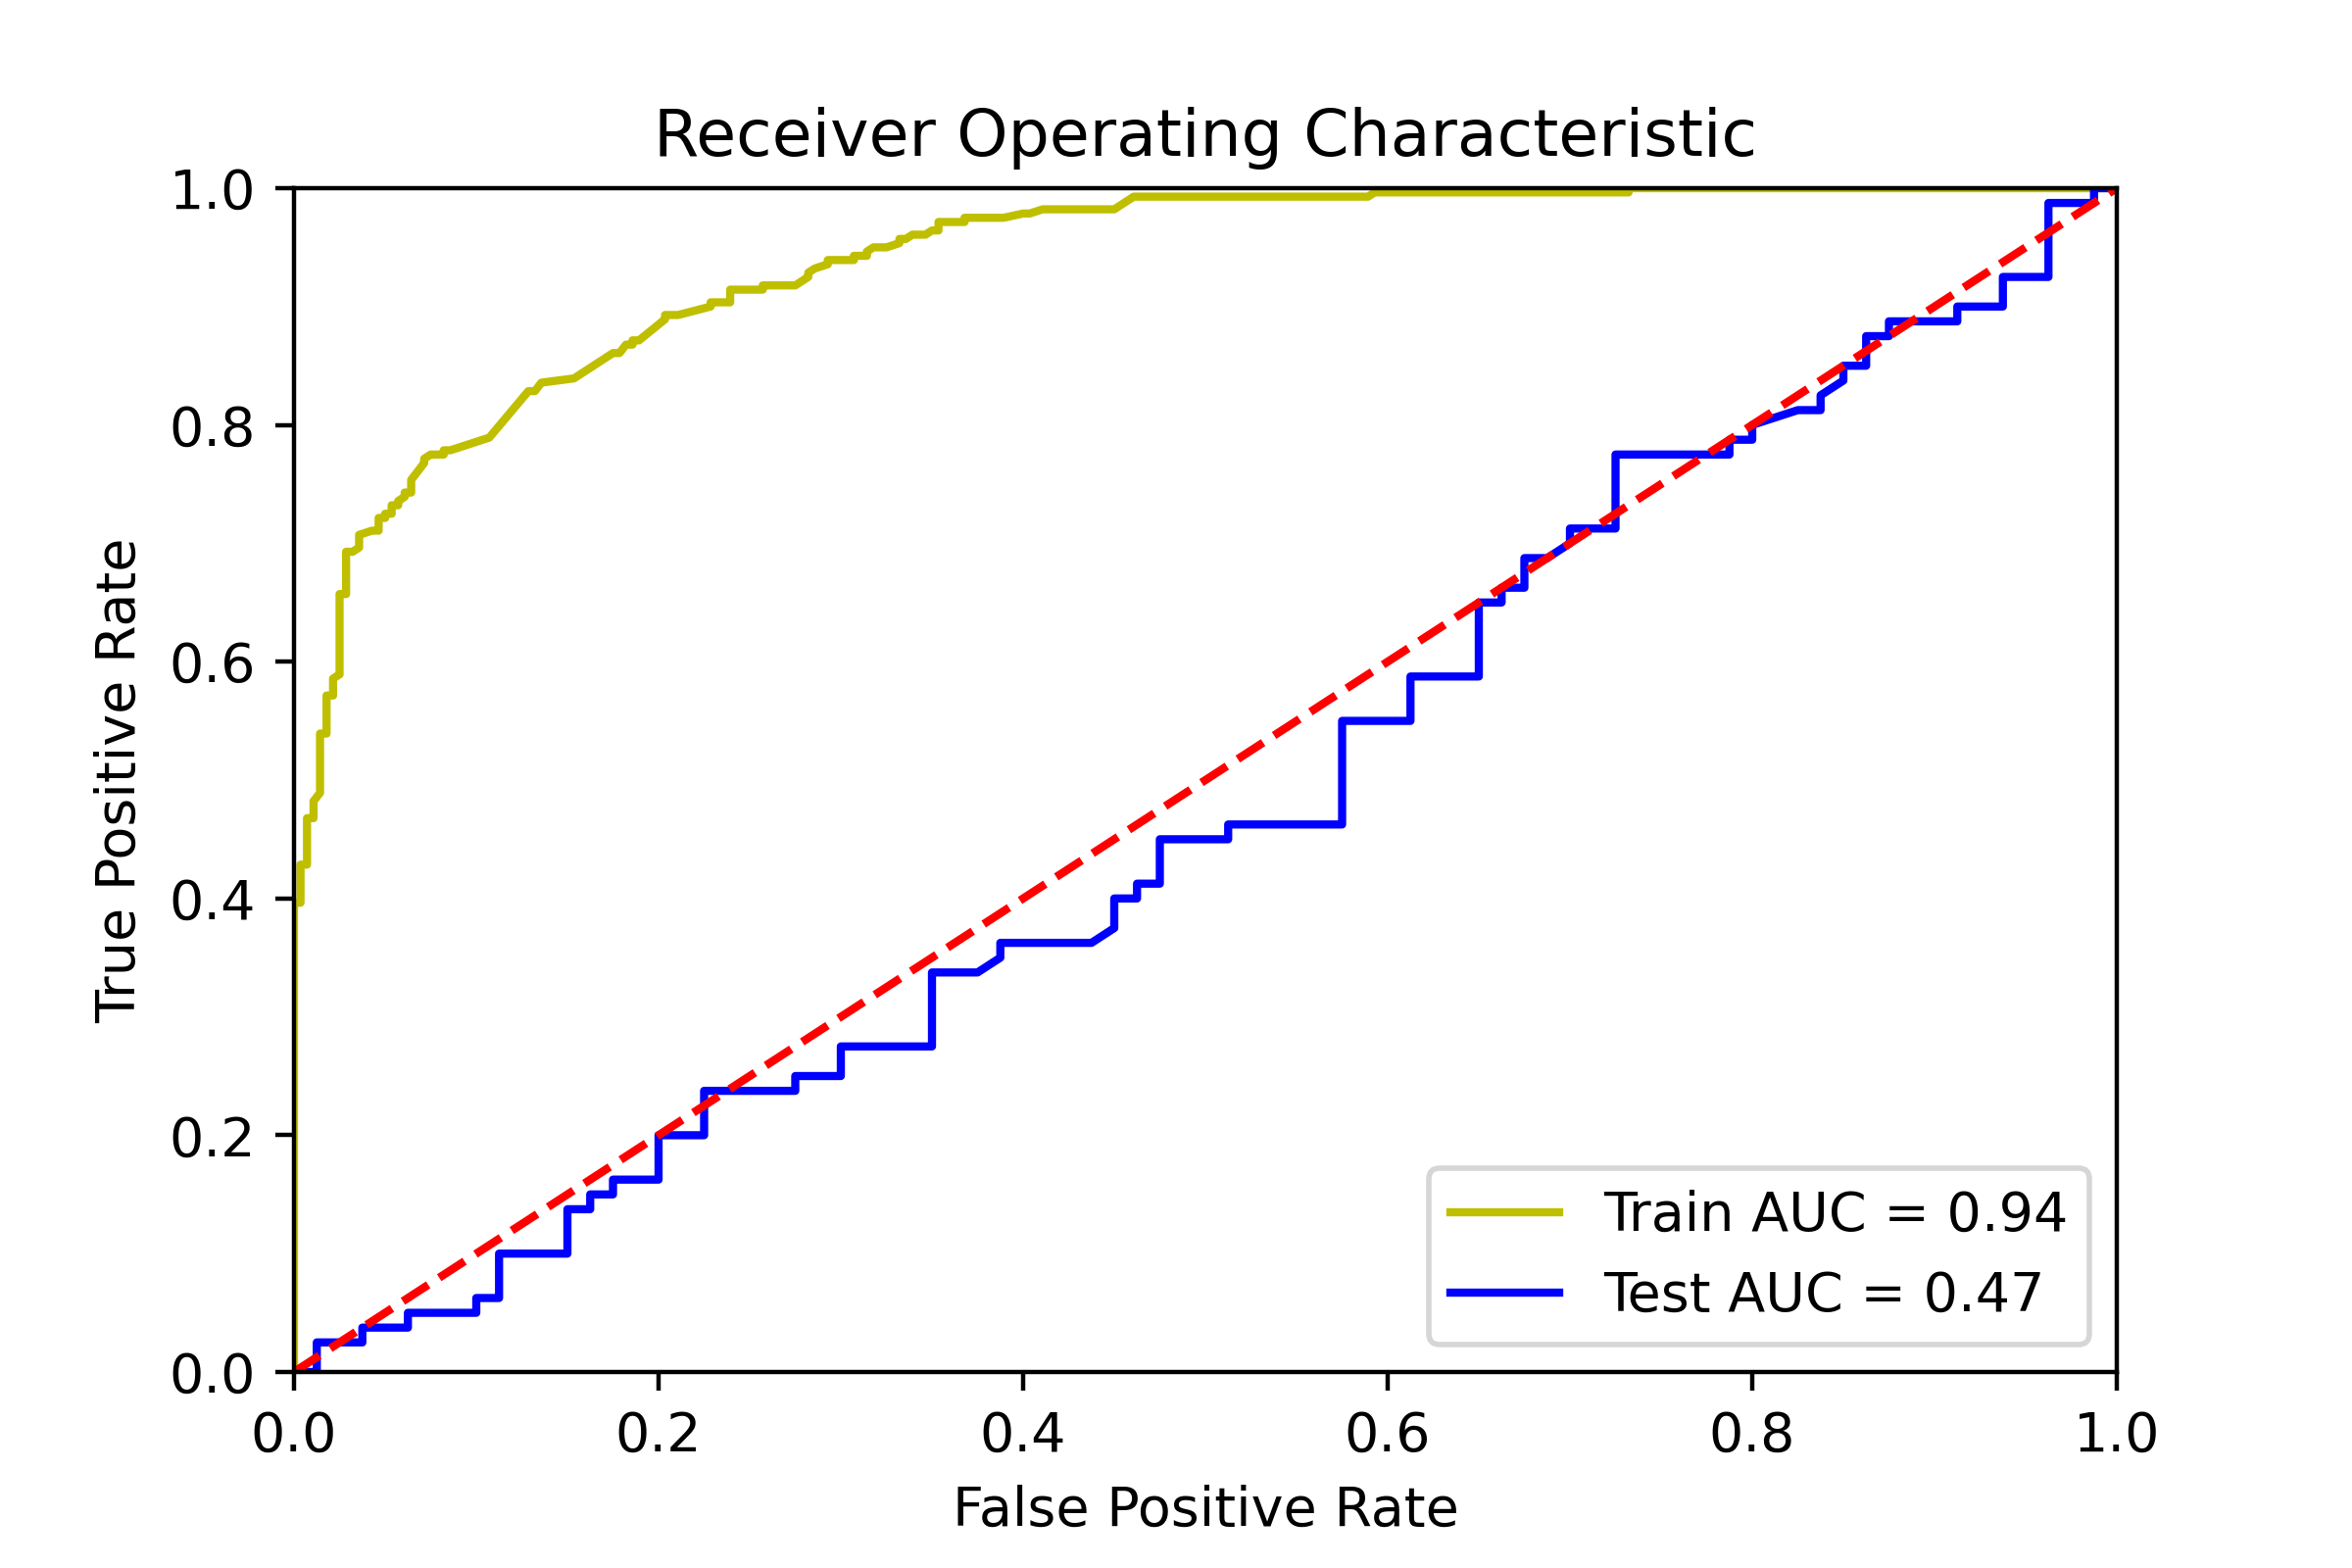 Receiver Operating Characteristic
1.0
0.8
0.6
0.4
0.2
0.0
True Positive Rate
0.0 0.2 0.4 0.6 0.8 1.0
False Positive Rate
Train AUC = 0.94
Test AUC = 0.47